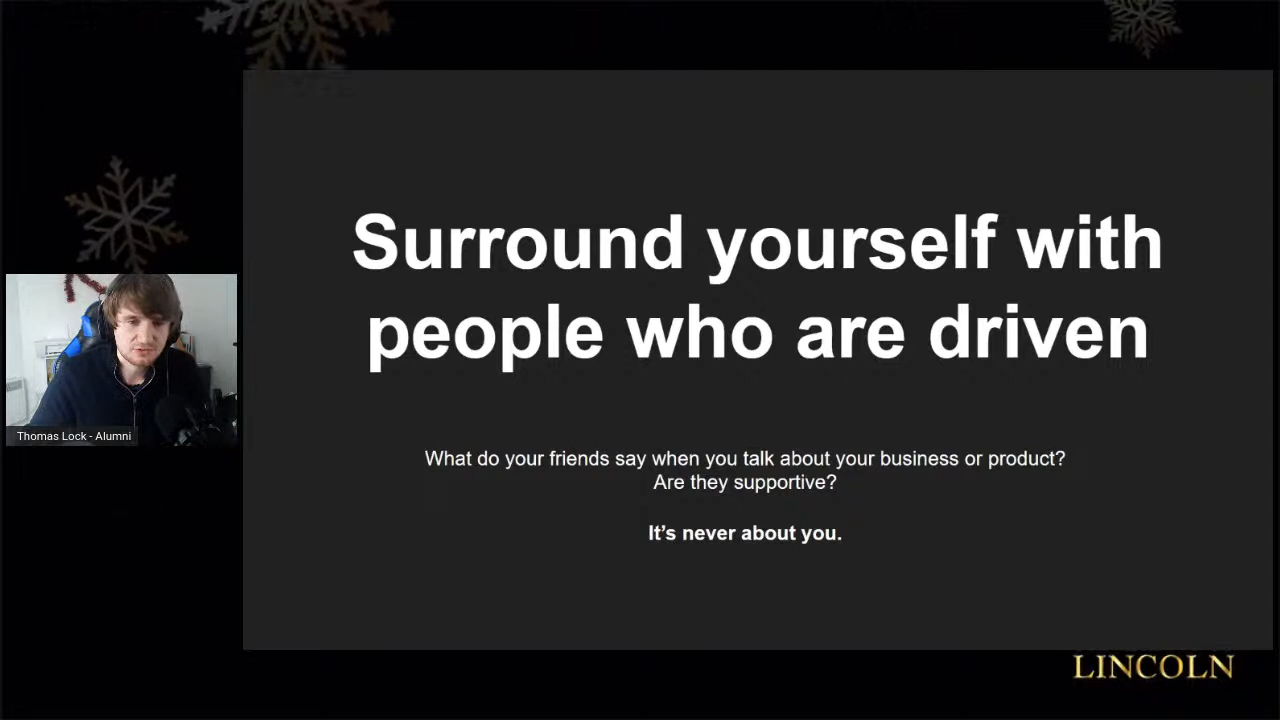 Surround yourself with
people who are driven
What do your friends say when you talk about your business or product?
Are they supportive?
It's never about you.
Thomas Lock - Alumni
LINCOLN